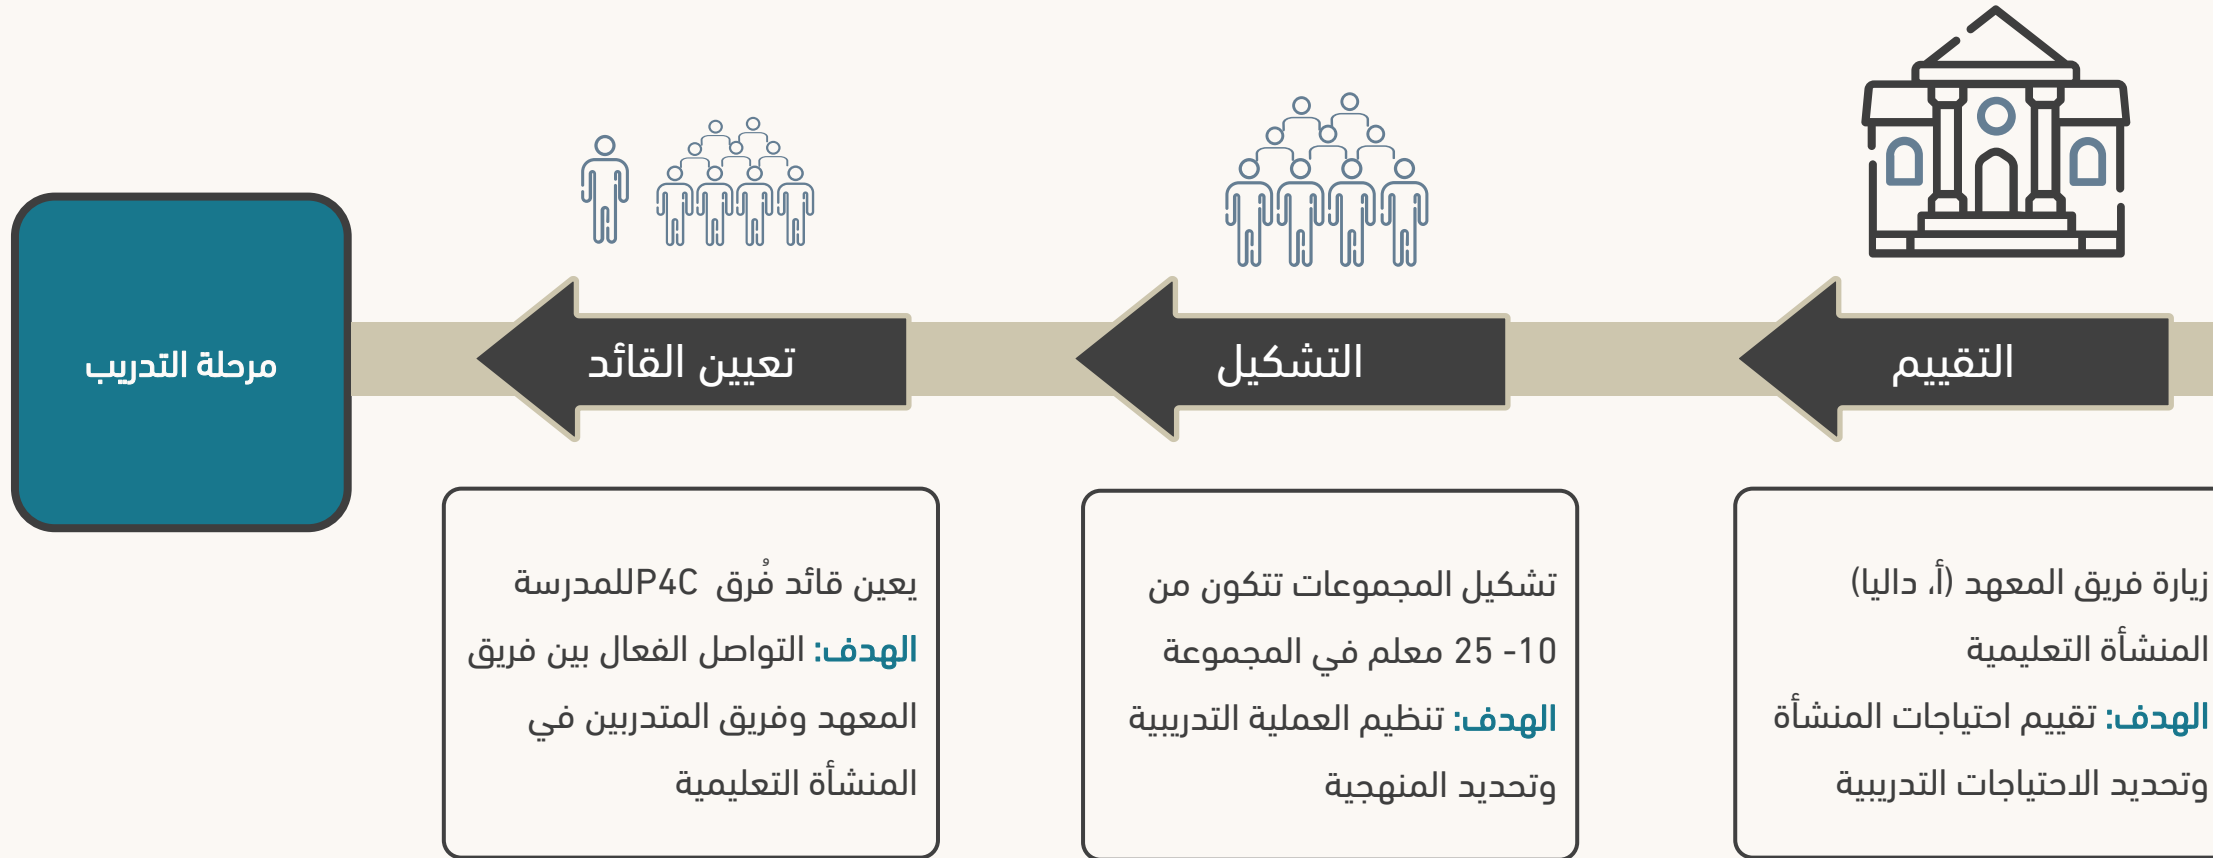 التقييم
زيارة فريق المعهد (أ، داليا)
المنشأة التعليمية
الهدف: تقييم احتياجات المنشأة
وتحديد الاحتياجات التدريبية
التشكيل
تشكيل المجموعات تتكون من
10- 25 معلم في المجموعة
الهدف: تنظيم العملية التدريبية
وتحديد المنهجية
تعيين القائد
يعين قائد فُرق P4Cللمدرسة
الهدف: التواصل الفعال بين فريق
المعهد وفريق المتدربين في
المنشأة التعليمية
مرحلة التدريب